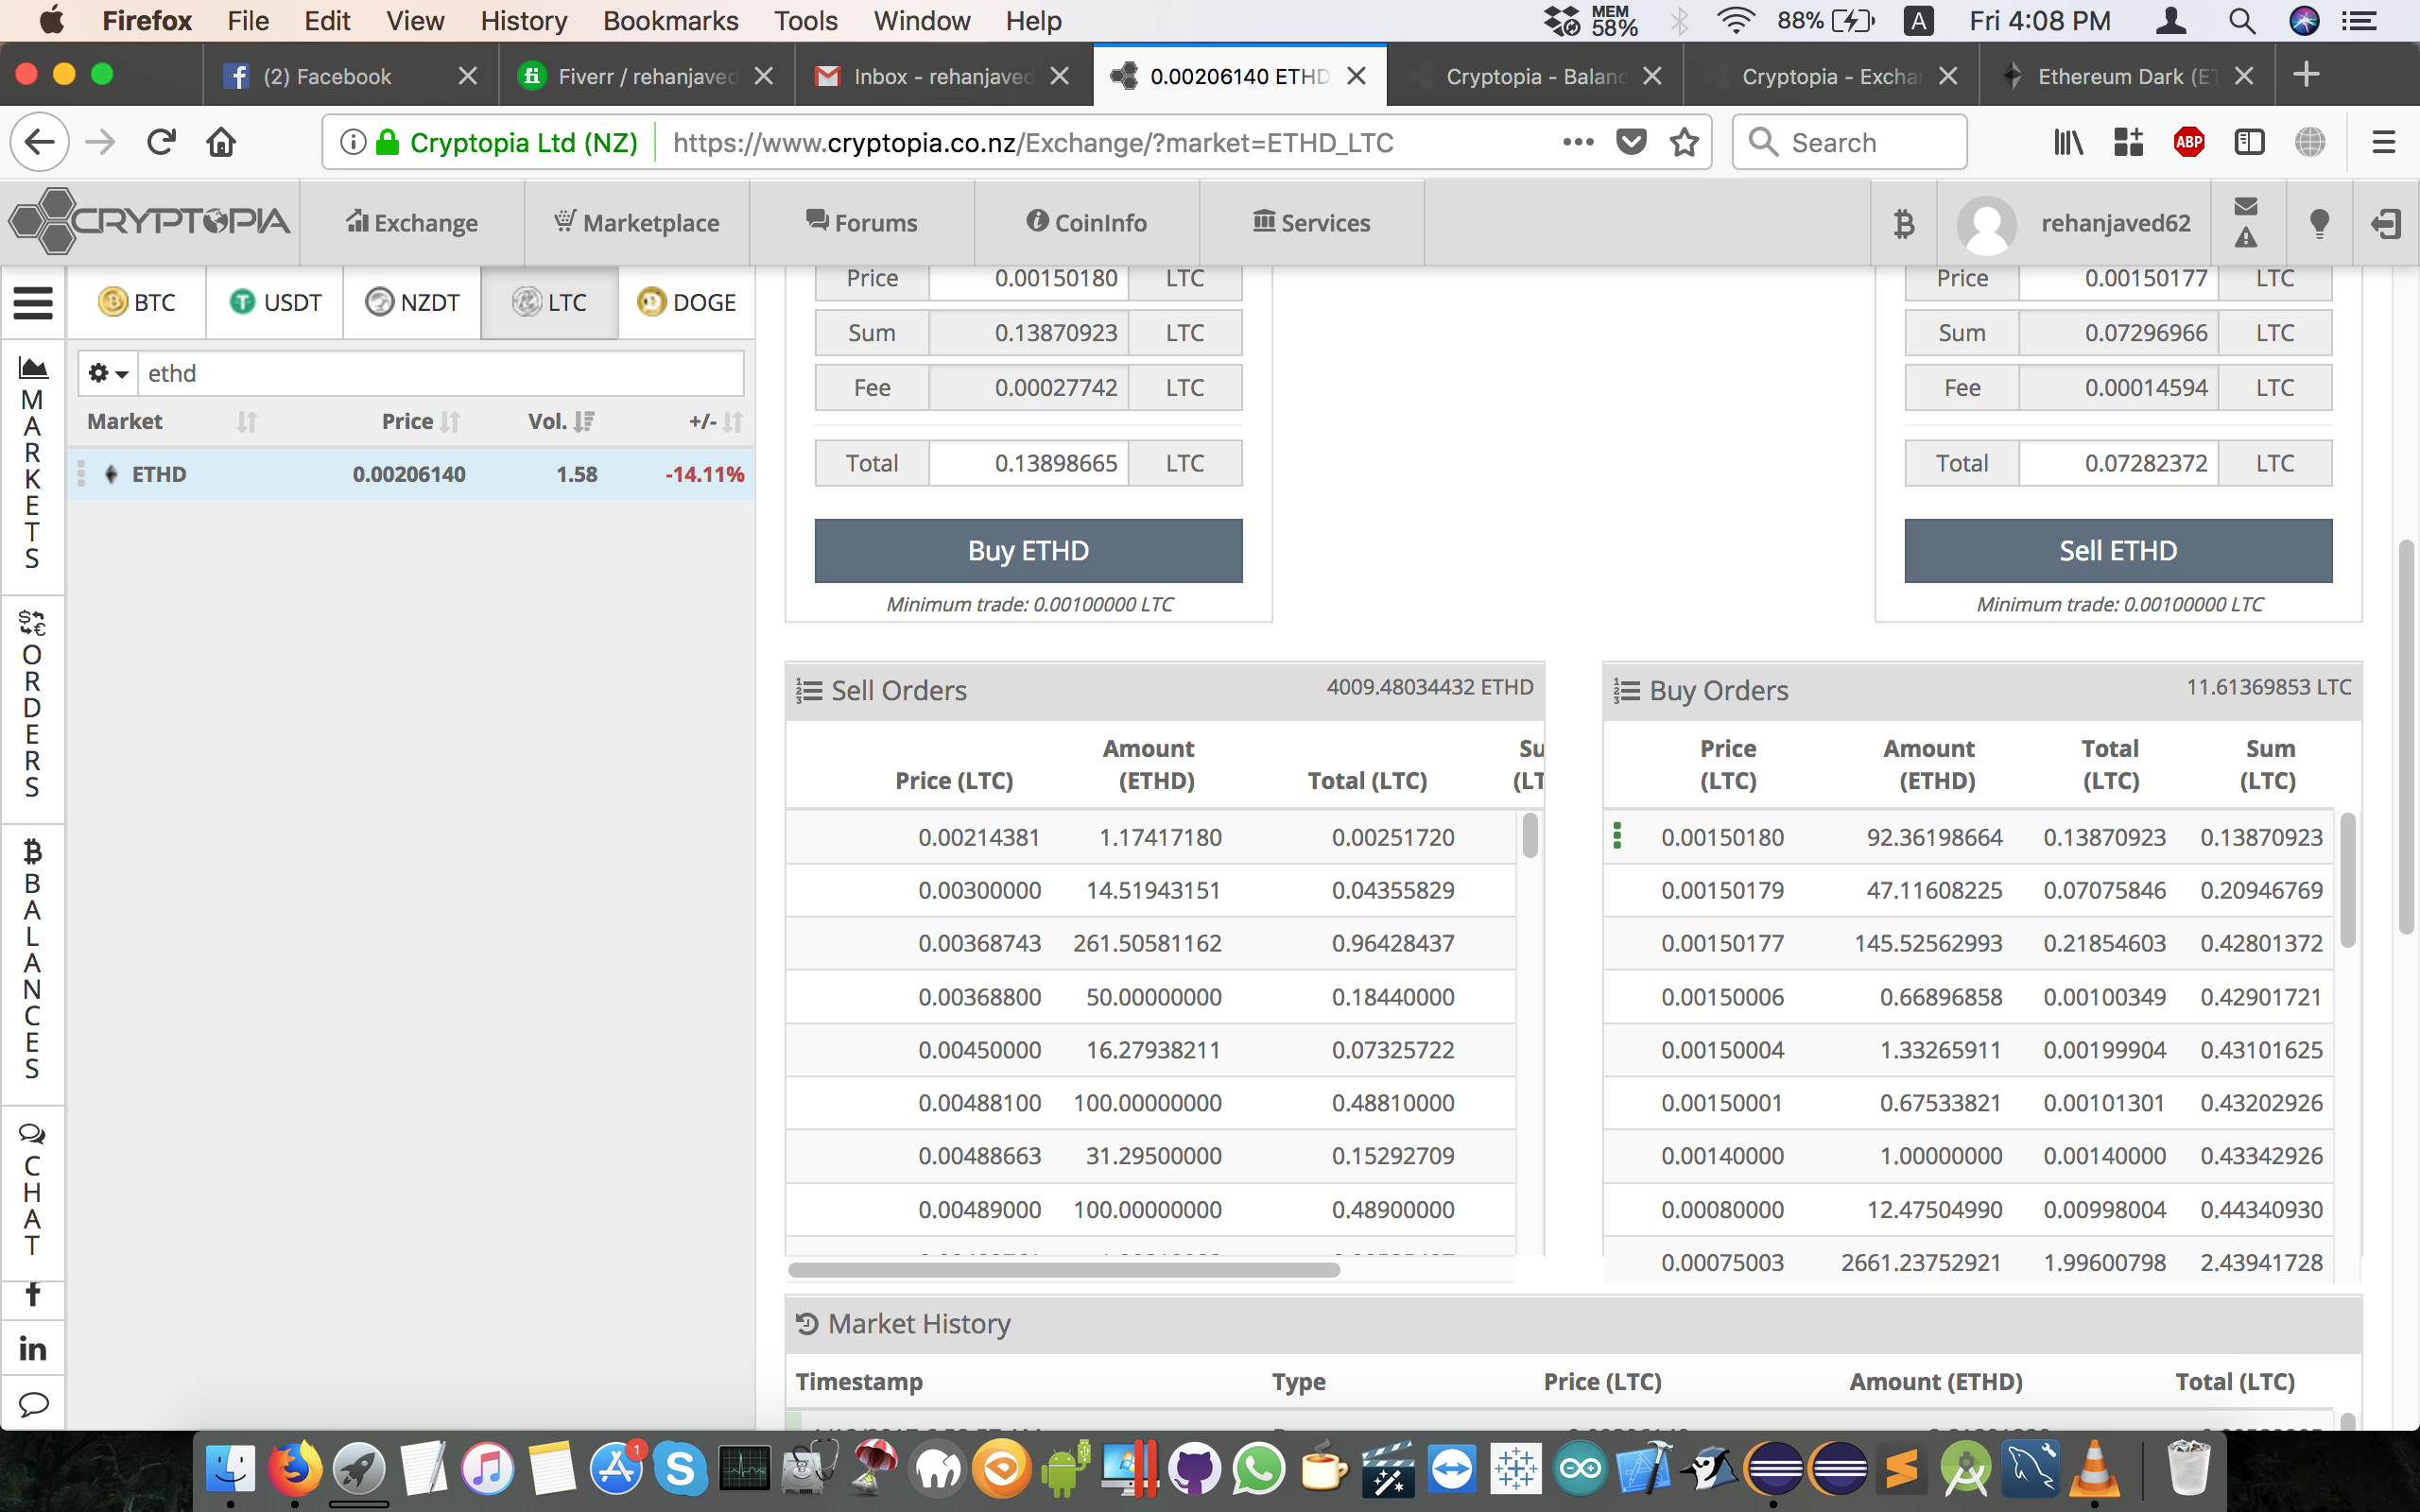 Firefox File Edit View History Bookmarks Tools Window Help MEM 58% 88% A Fri 4:08 PM
(2) Facebook Fiverr / rehanjaved Inbox - rehanjaved 0.00206140 ETHD Cryptopia - Balanc Cryptopia - Exchan Ethereum Dark (ET
Cryptopia Ltd (NZ) https://www.cryptopia.co.nz/Exchange/?market=ETHD_LTC Search ABP
CRYPTOPIA Exchange Marketplace Forums CoinInfo Services rehanjaved62
BTC USDT NZDT LTC DOGE
ethd
Market Price Vol. +/-
ETHD 0.00206140 1.58 -14.11%
MARKETS
ORDERS
BALANCES
CHAT
Price 0.00150180 LTC
Sum 0.13870923 LTC
Fee 0.00027742 LTC
Total 0.13898665 LTC
Buy ETHD
Minimum trade: 0.00100000 LTC
Price 0.00150177 LTC
Sum 0.07296966 LTC
Fee 0.00014594 LTC
Total 0.07282372 LTC
Sell ETHD
Minimum trade: 0.00100000 LTC
Sell Orders 4009.48034432 ETHD
Price (LTC) Amount (ETHD) Total (LTC) Su (LT
0.00214381 1.17417180 0.00251720
0.00300000 14.51943151 0.04355829
0.00368743 261.50581162 0.96428437
0.00368800 50.00000000 0.18440000
0.00450000 16.27938211 0.07325722
0.00488100 100.00000000 0.48810000
0.00488663 31.29500000 0.15292709
0.00489000 100.00000000 0.48900000
Buy Orders 11.61369853 LTC
Price (LTC) Amount (ETHD) Total (LTC) Sum (LTC)
0.00150180 92.36198664 0.13870923 0.13870923
0.00150179 47.11608225 0.07075846 0.20946769
0.00150177 145.52562993 0.21854603 0.42801372
0.00150006 0.66896858 0.00100349 0.42901721
0.00150004 1.33265911 0.00199904 0.43101625
0.00150001 0.67533821 0.00101301 0.43202926
0.00140000 1.00000000 0.00140000 0.43342926
0.00080000 12.47504990 0.00998004 0.44340930
0.00075003 2661.23752921 1.99600798 2.43941728
Market History
Timestamp Type Price (LTC) Amount (ETHD) Total (LTC)
1